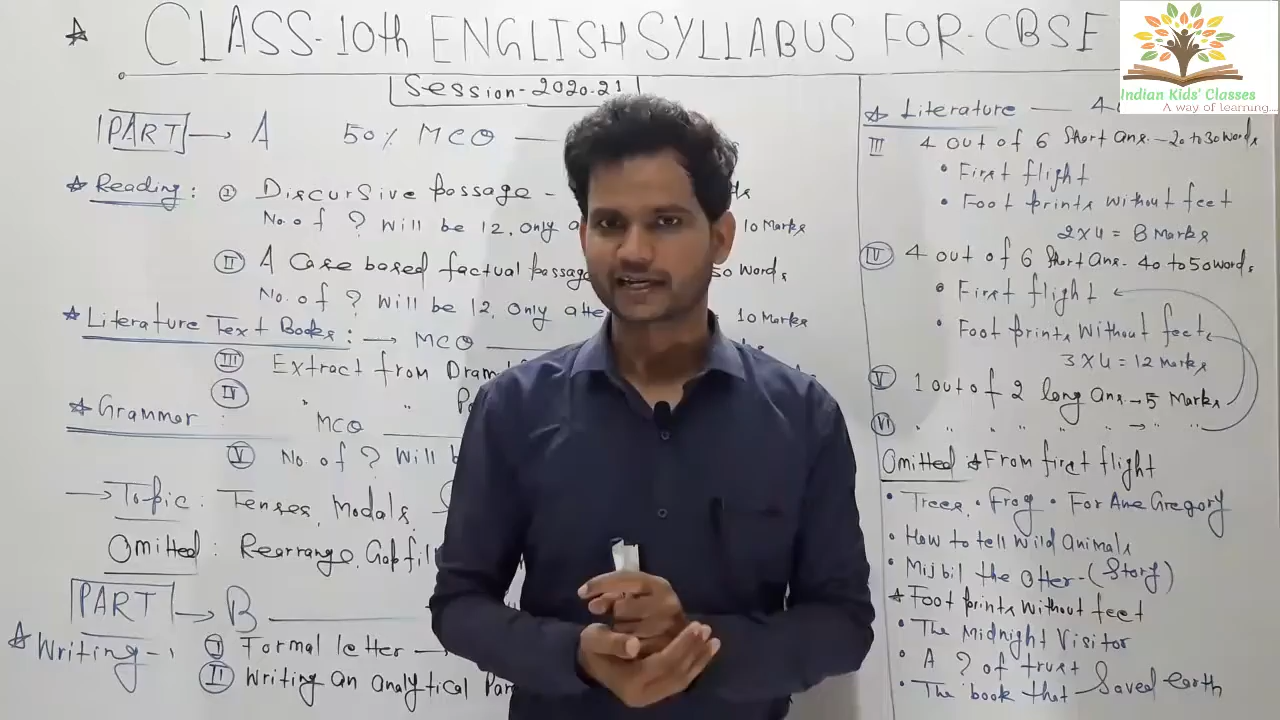 CLASS-10th ENGLISH SYLLABUS FOR-CBSE
Session-2020-21
PART → A 50% MCQ
Reading: I Discursive passage -
No. of ? Will be 12, Only
10 Marks
II A Case based factual passage
50 words
No. of ? Will be 12, Only
10 Marks
Literature Text Books: → MCQ
III Extract from Dram
IV " "
Grammer : MCQ
V No. of ? Will b
→ Topic: Tenses, Modals,
Omitted: Rearrange, Gap fil
PART → B
Writing - I Formal letter
II Writing an analytical Par
Literature
III 4 out of 6 Short ans. - 20 to 30 words
• First flight
• Foot prints without feet
2 X 4 = 8 Marks
IV 4 out of 6 Short Ans. 40 to 50 words
• First flight
• Foot prints Without feet
3 X 4 = 12 marks
V 1 out of 2 long Ans. → 5 Marks
VI " " " " " → " "
Omitted: From first flight
• Trees • Frog • For Ane Gregory
• How to tell Wild animals
• Mijbil the Otter - (Story)
Foot prints Without feet
• The Midnight Visitor
• A ? of trust
• The book that Saved earth
Indian Kids' Classes
A way of learning...